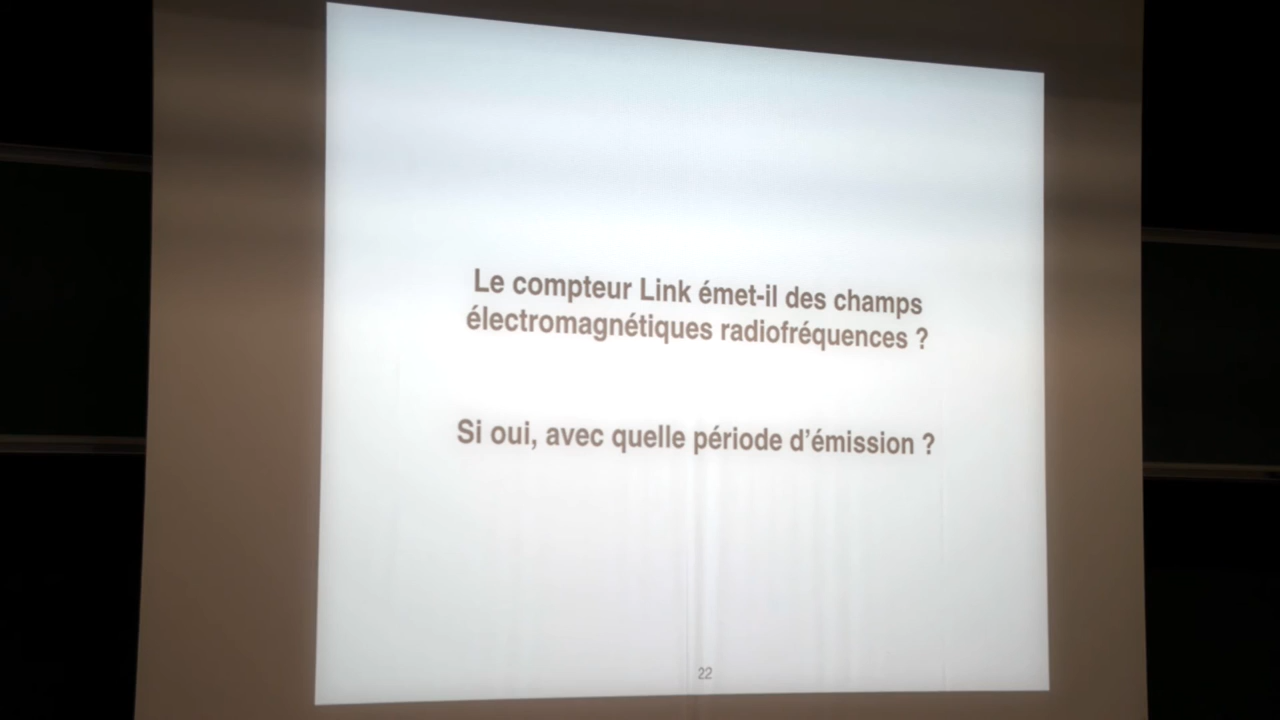 Le compteur Link émet-il des champs
électromagnétiques radiofréquences ?
Si oui, avec quelle période d'émission ?
22